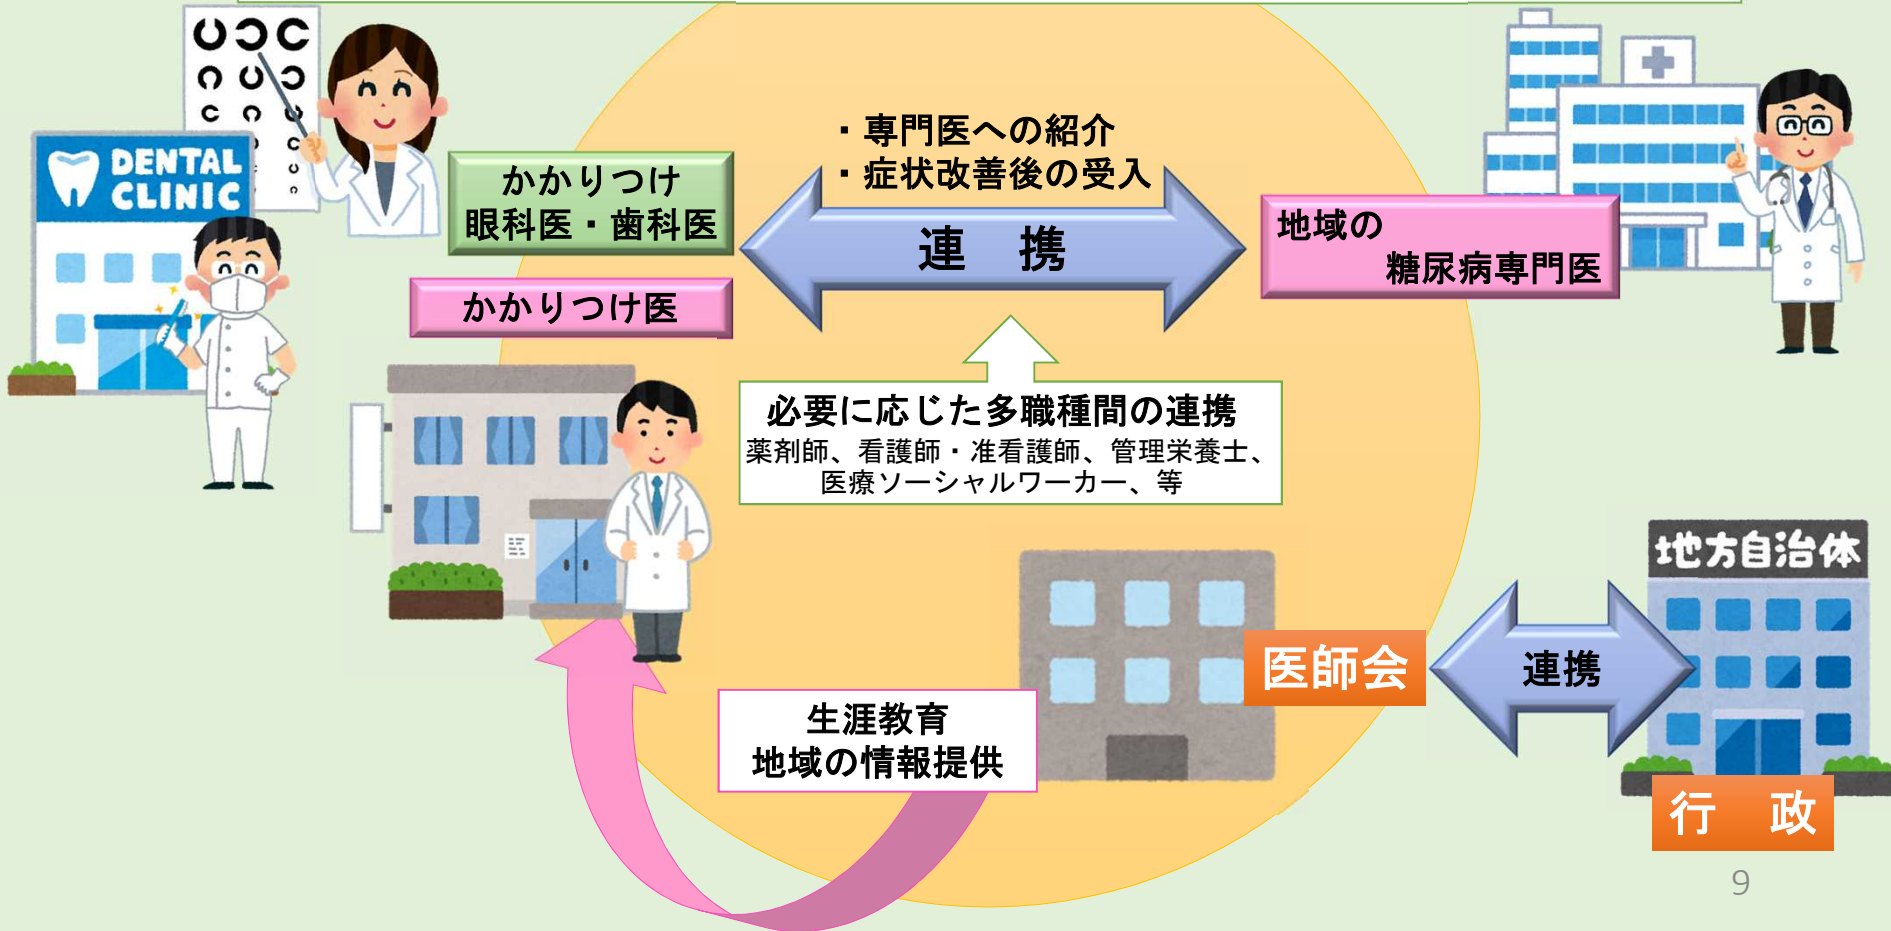 DENTAL
CLINIC
かかりつけ
眼科医・歯科医
かかりつけ医
・専門医への紹介
・症状改善後の受入
連 携
地域の
糖尿病専門医
必要に応じた多職種間の連携
薬剤師、看護師・准看護師、管理栄養士、
医療ソーシャルワーカー、等
生涯教育
地域の情報提供
医師会
連携
地方自治体
行 政
9